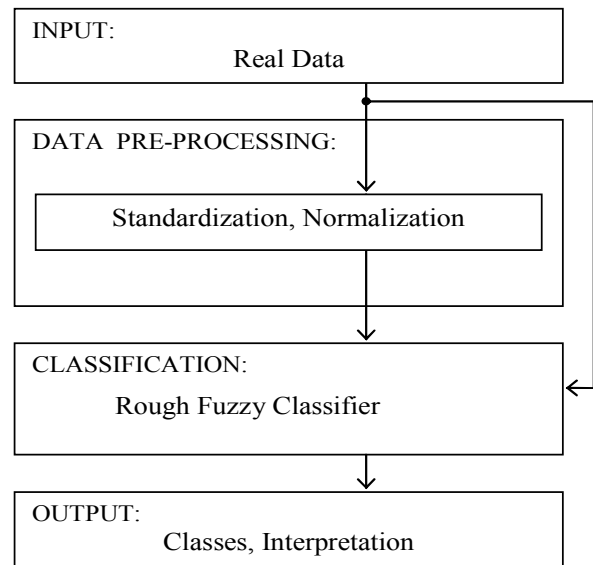 INPUT:
Real Data
DATA PRE-PROCESSING:
Standardization, Normalization
CLASSIFICATION:
Rough Fuzzy Classifier
OUTPUT:
Classes, Interpretation